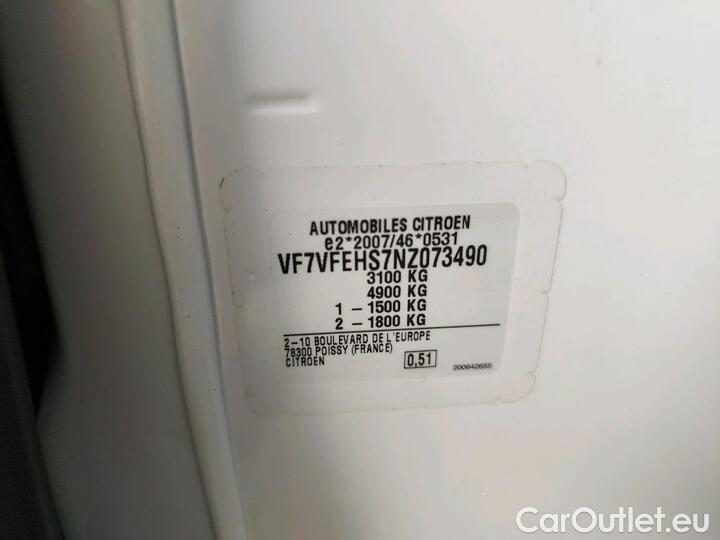 AUTOMOBILES CITROEN
e2*2007/46*0531
VF7VFEHS7NZ073490
3100 KG
4900 KG
1 - 1500 KG
2 - 1800 KG
2-10 BOULEVARD DE L'EUROPE
78300 POISSY (FRANCE)
CITROEN
0,51
200642655
CarOutlet.eu